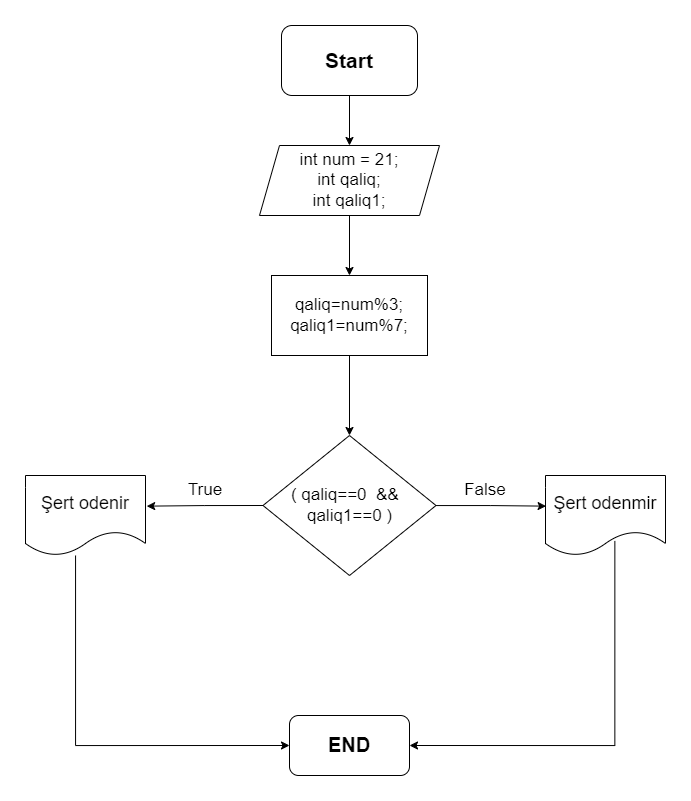 Start
int num = 21;
int qaliq;
int qaliq1;
qaliq=num%3;
qaliq1=num%7;
( qaliq==0  &&
qaliq1==0 )
True
False
Şert odenir
Şert odenmir
END